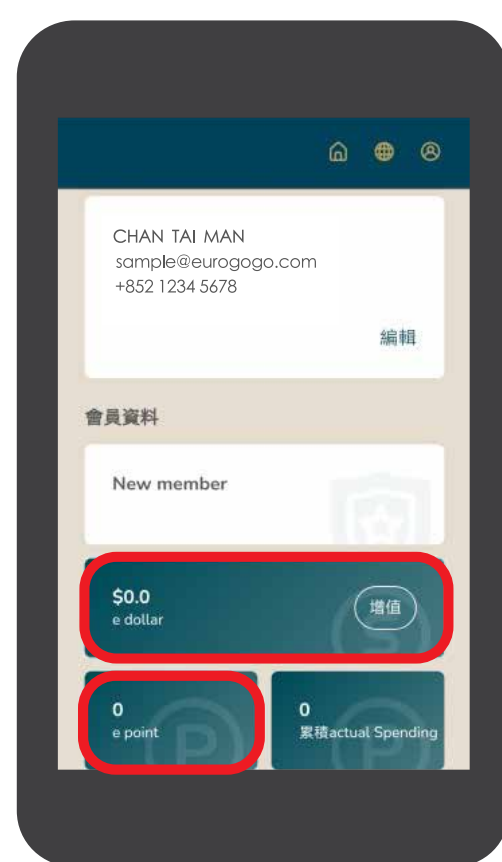 CHAN TAI MAN
sample@eurogogo.com
+852 1234 5678
編輯
會員資料
New member
$0.0
e dollar
增值
0
e point
0
累積actual Spending